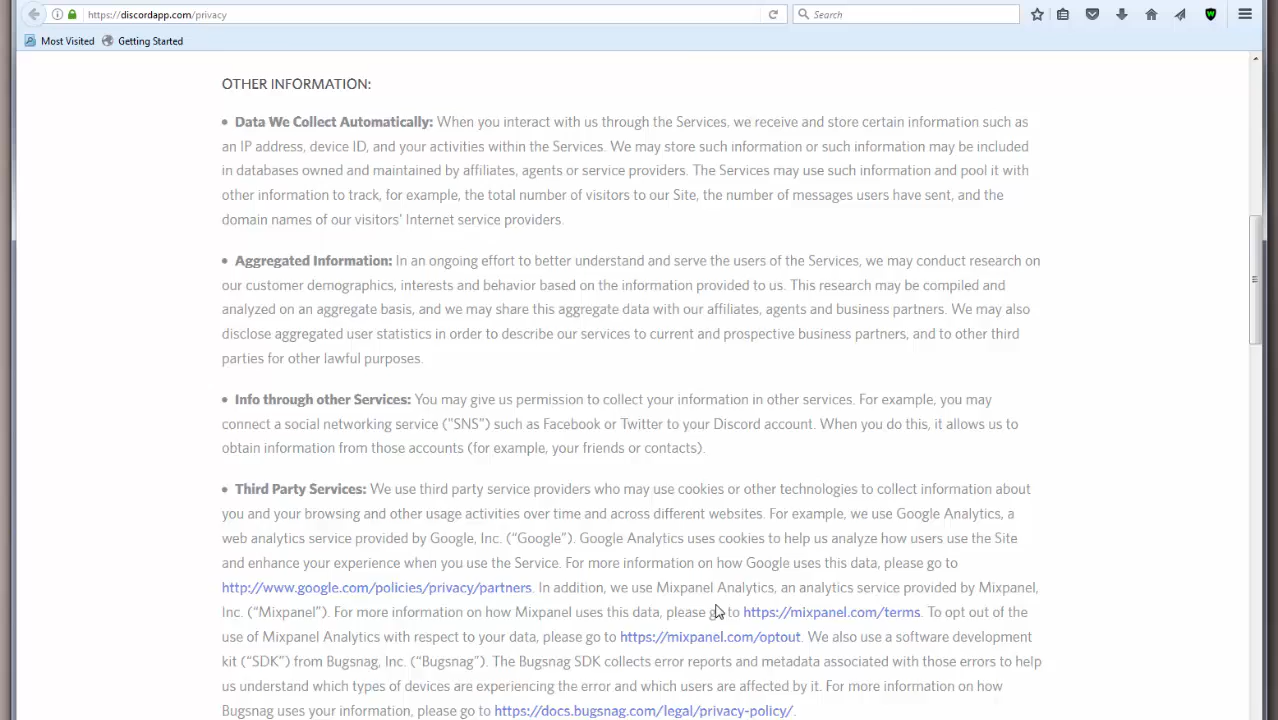 https://discordapp.com/privacy
Search
Most Visited
Getting Started
OTHER INFORMATION:
• Data We Collect Automatically: When you interact with us through the Services, we receive and store certain information such as
an IP address, device ID, and your activities within the Services. We may store such information or such information may be included
in databases owned and maintained by affiliates, agents or service providers. The Services may use such information and pool it with
other information to track, for example, the total number of visitors to our Site, the number of messages users have sent, and the
domain names of our visitors' Internet service providers.
• Aggregated Information: In an ongoing effort to better understand and serve the users of the Services, we may conduct research on
our customer demographics, interests and behavior based on the information provided to us. This research may be compiled and
analyzed on an aggregate basis, and we may share this aggregate data with our affiliates, agents and business partners. We may also
disclose aggregated user statistics in order to describe our services to current and prospective business partners, and to other third
parties for other lawful purposes.
• Info through other Services: You may give us permission to collect your information in other services. For example, you may
connect a social networking service ("SNS") such as Facebook or Twitter to your Discord account. When you do this, it allows us to
obtain information from those accounts (for example, your friends or contacts).
• Third Party Services: We use third party service providers who may use cookies or other technologies to collect information about
you and your browsing and other usage activities over time and across different websites. For example, we use Google Analytics, a
web analytics service provided by Google, Inc. (“Google”). Google Analytics uses cookies to help us analyze how users use the Site
and enhance your experience when you use the Service. For more information on how Google uses this data, please go to
http://www.google.com/policies/privacy/partners. In addition, we use Mixpanel Analytics, an analytics service provided by Mixpanel,
Inc. (“Mixpanel”). For more information on how Mixpanel uses this data, please go to https://mixpanel.com/terms. To opt out of the
use of Mixpanel Analytics with respect to your data, please go to https://mixpanel.com/optout. We also use a software development
kit (“SDK”) from Bugsnag, Inc. (“Bugsnag”). The Bugsnag SDK collects error reports and metadata associated with those errors to help
us understand which types of devices are experiencing the error and which users are affected by it. For more information on how
Bugsnag uses your information, please go to https://docs.bugsnag.com/legal/privacy-policy/.